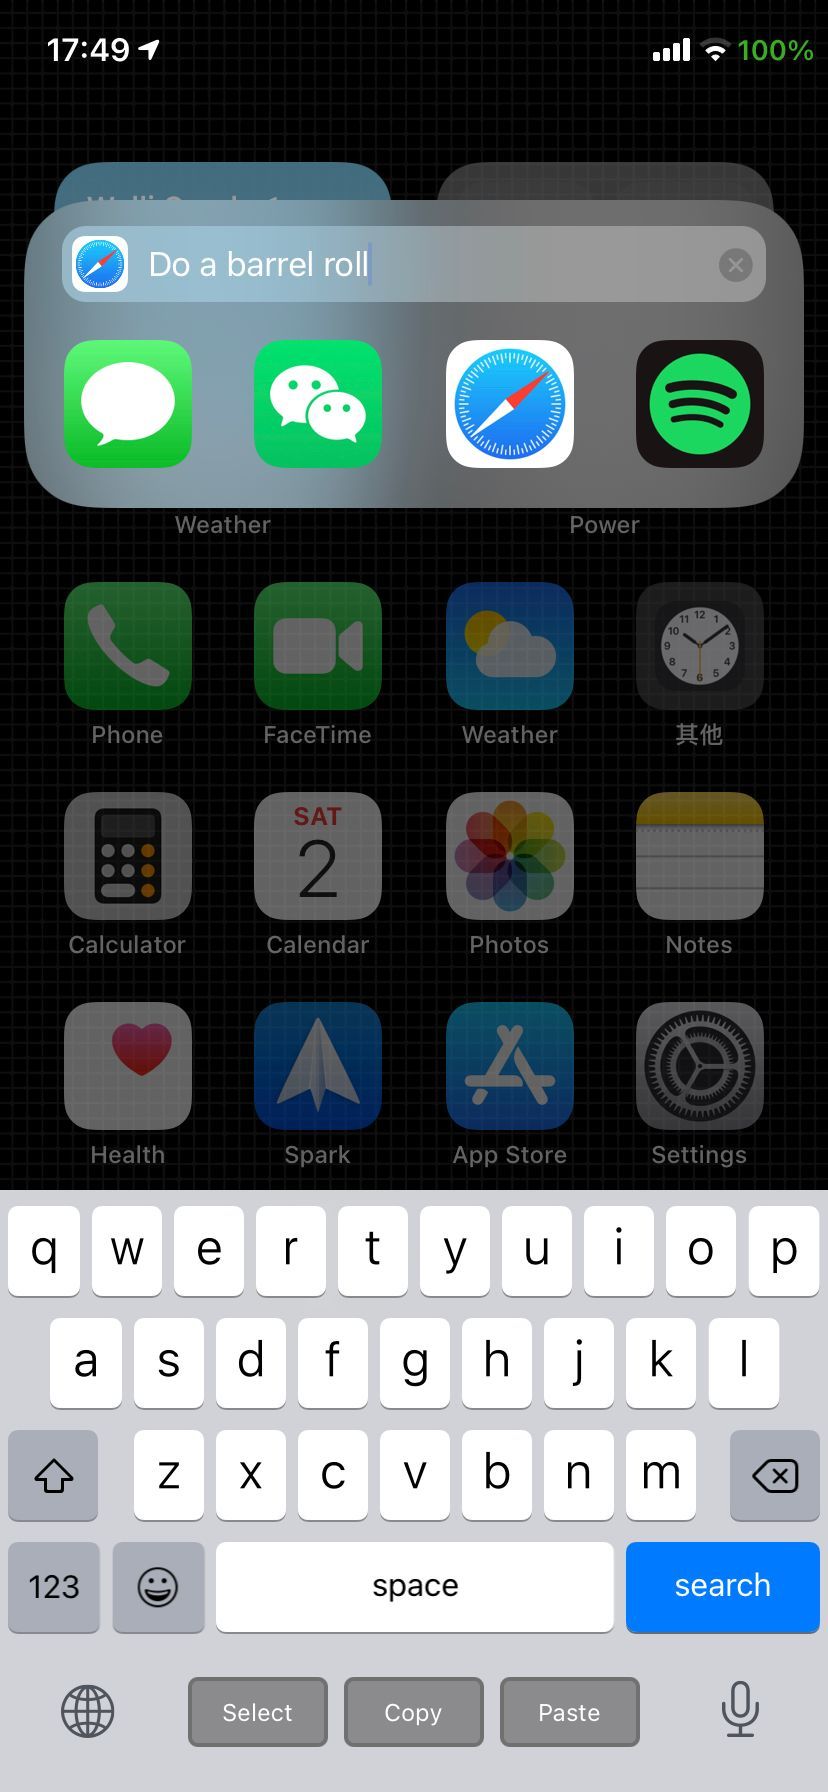 17:49
100%
Do a barrel roll
Weather Power
Phone FaceTime Weather 其他
SAT
2
Calculator Calendar Photos Notes
Health Spark App Store Settings
q w e r t y u i o p
a s d f g h j k l
z x c v b n m
123 space search
Select Copy Paste